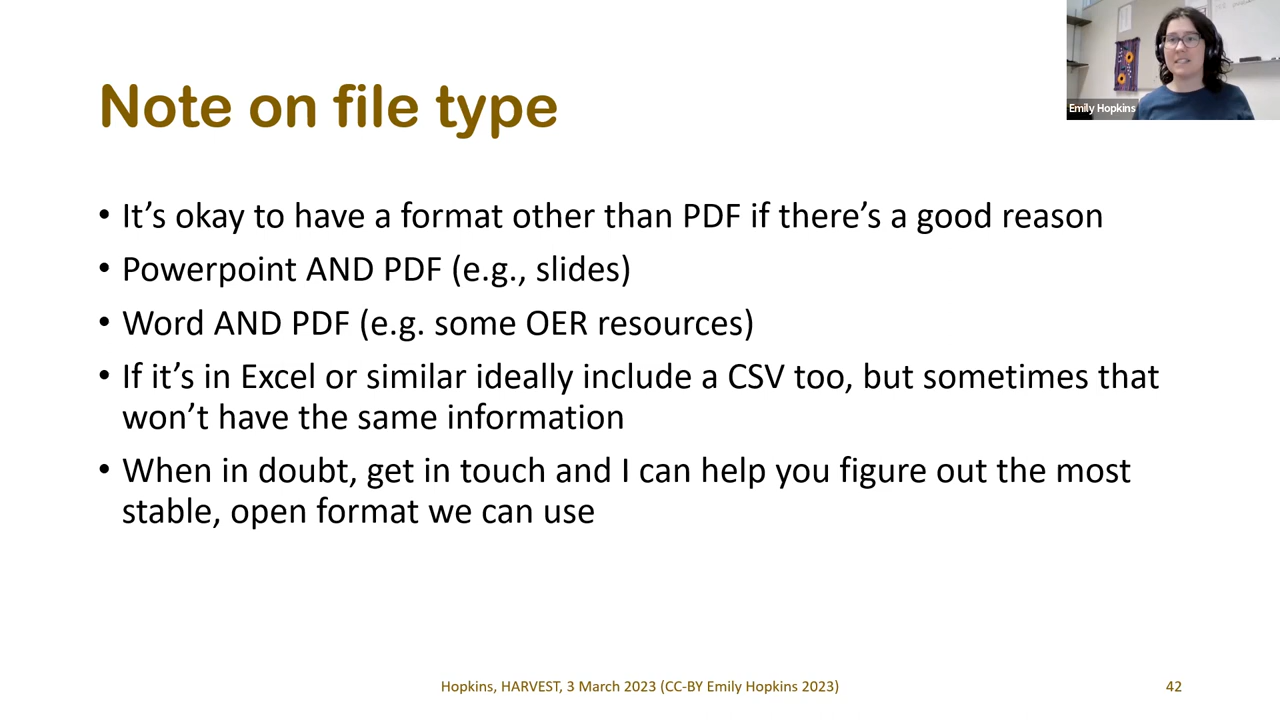 Note on file type
Emily Hopkins
• It’s okay to have a format other than PDF if there’s a good reason
• Powerpoint AND PDF (e.g., slides)
• Word AND PDF (e.g. some OER resources)
• If it’s in Excel or similar ideally include a CSV too, but sometimes that
won’t have the same information
• When in doubt, get in touch and I can help you figure out the most
stable, open format we can use
Hopkins, HARVEST, 3 March 2023 (CC-BY Emily Hopkins 2023)
42